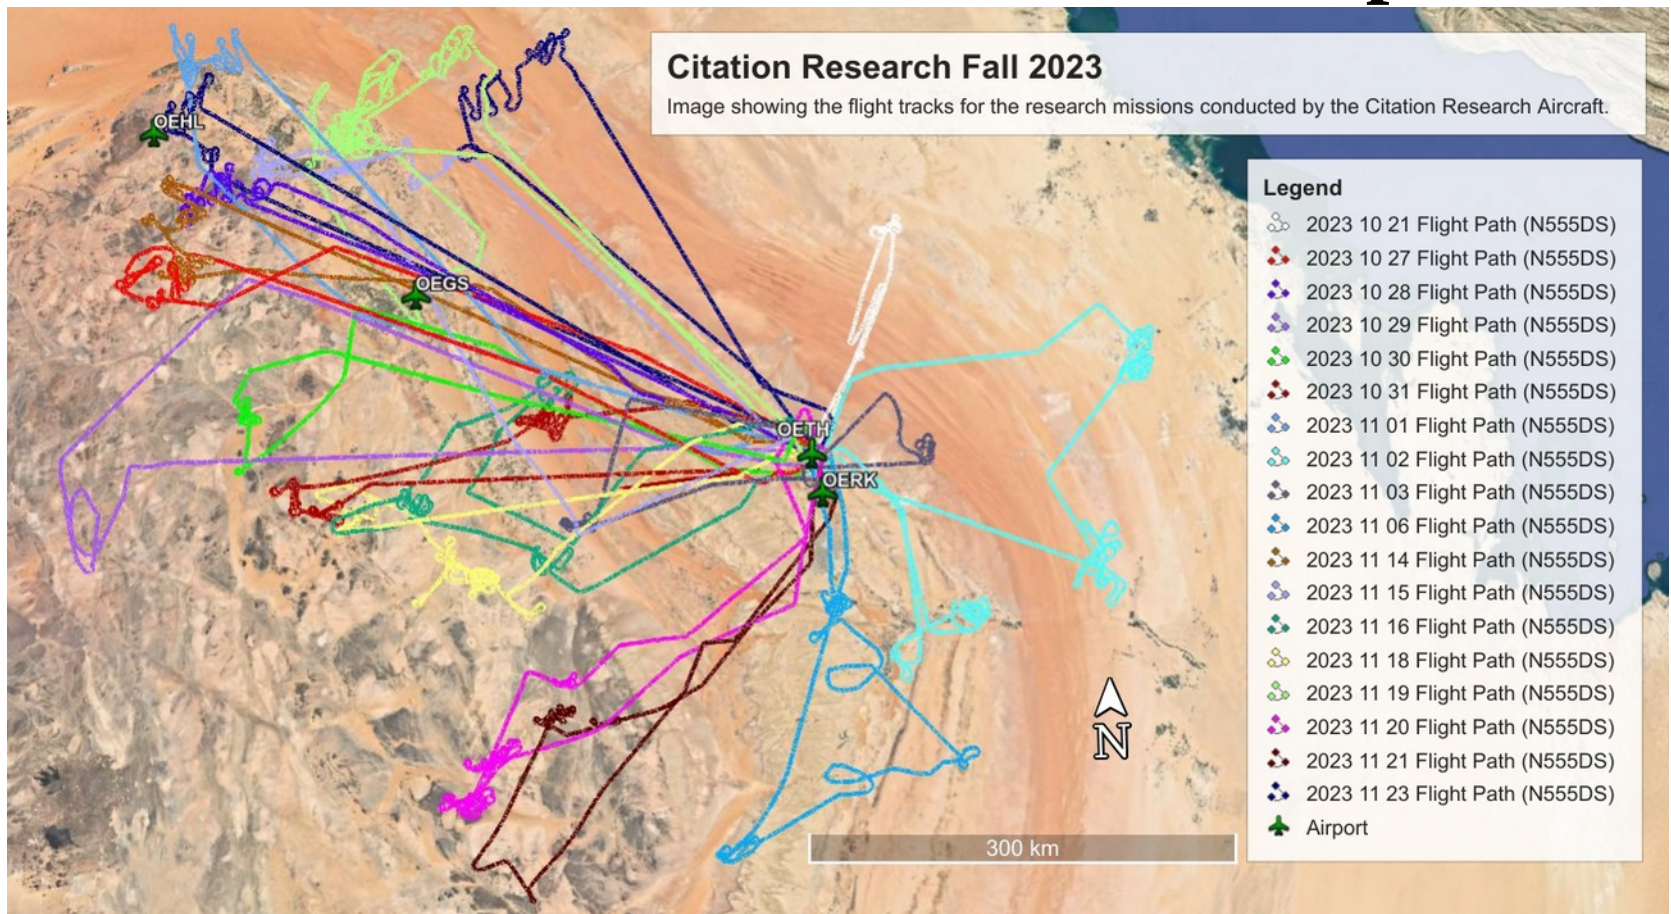 Citation Research Fall 2023
Image showing the flight tracks for the research missions conducted by the Citation Research Aircraft.
OEHL
OEGS
OETH
OERK
Legend
2023 10 21 Flight Path (N555DS)
2023 10 27 Flight Path (N555DS)
2023 10 28 Flight Path (N555DS)
2023 10 29 Flight Path (N555DS)
2023 10 30 Flight Path (N555DS)
2023 10 31 Flight Path (N555DS)
2023 11 01 Flight Path (N555DS)
2023 11 02 Flight Path (N555DS)
2023 11 03 Flight Path (N555DS)
2023 11 06 Flight Path (N555DS)
2023 11 14 Flight Path (N555DS)
2023 11 15 Flight Path (N555DS)
2023 11 16 Flight Path (N555DS)
2023 11 18 Flight Path (N555DS)
2023 11 19 Flight Path (N555DS)
2023 11 20 Flight Path (N555DS)
2023 11 21 Flight Path (N555DS)
2023 11 23 Flight Path (N555DS)
Airport
N
300 km